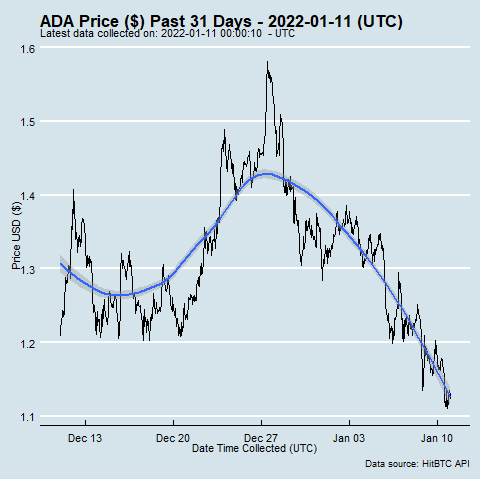 ADA Price ($) Past 31 Days - 2022-01-11 (UTC)
Latest data collected on: 2022-01-11 00:00:10 - UTC
1.6
1.5
1.4
1.3
1.2
1.1
Price USD ($)
Dec 13 Dec 20 Dec 27 Jan 03 Jan 10
Date Time Collected (UTC)
Data source: HitBTC API